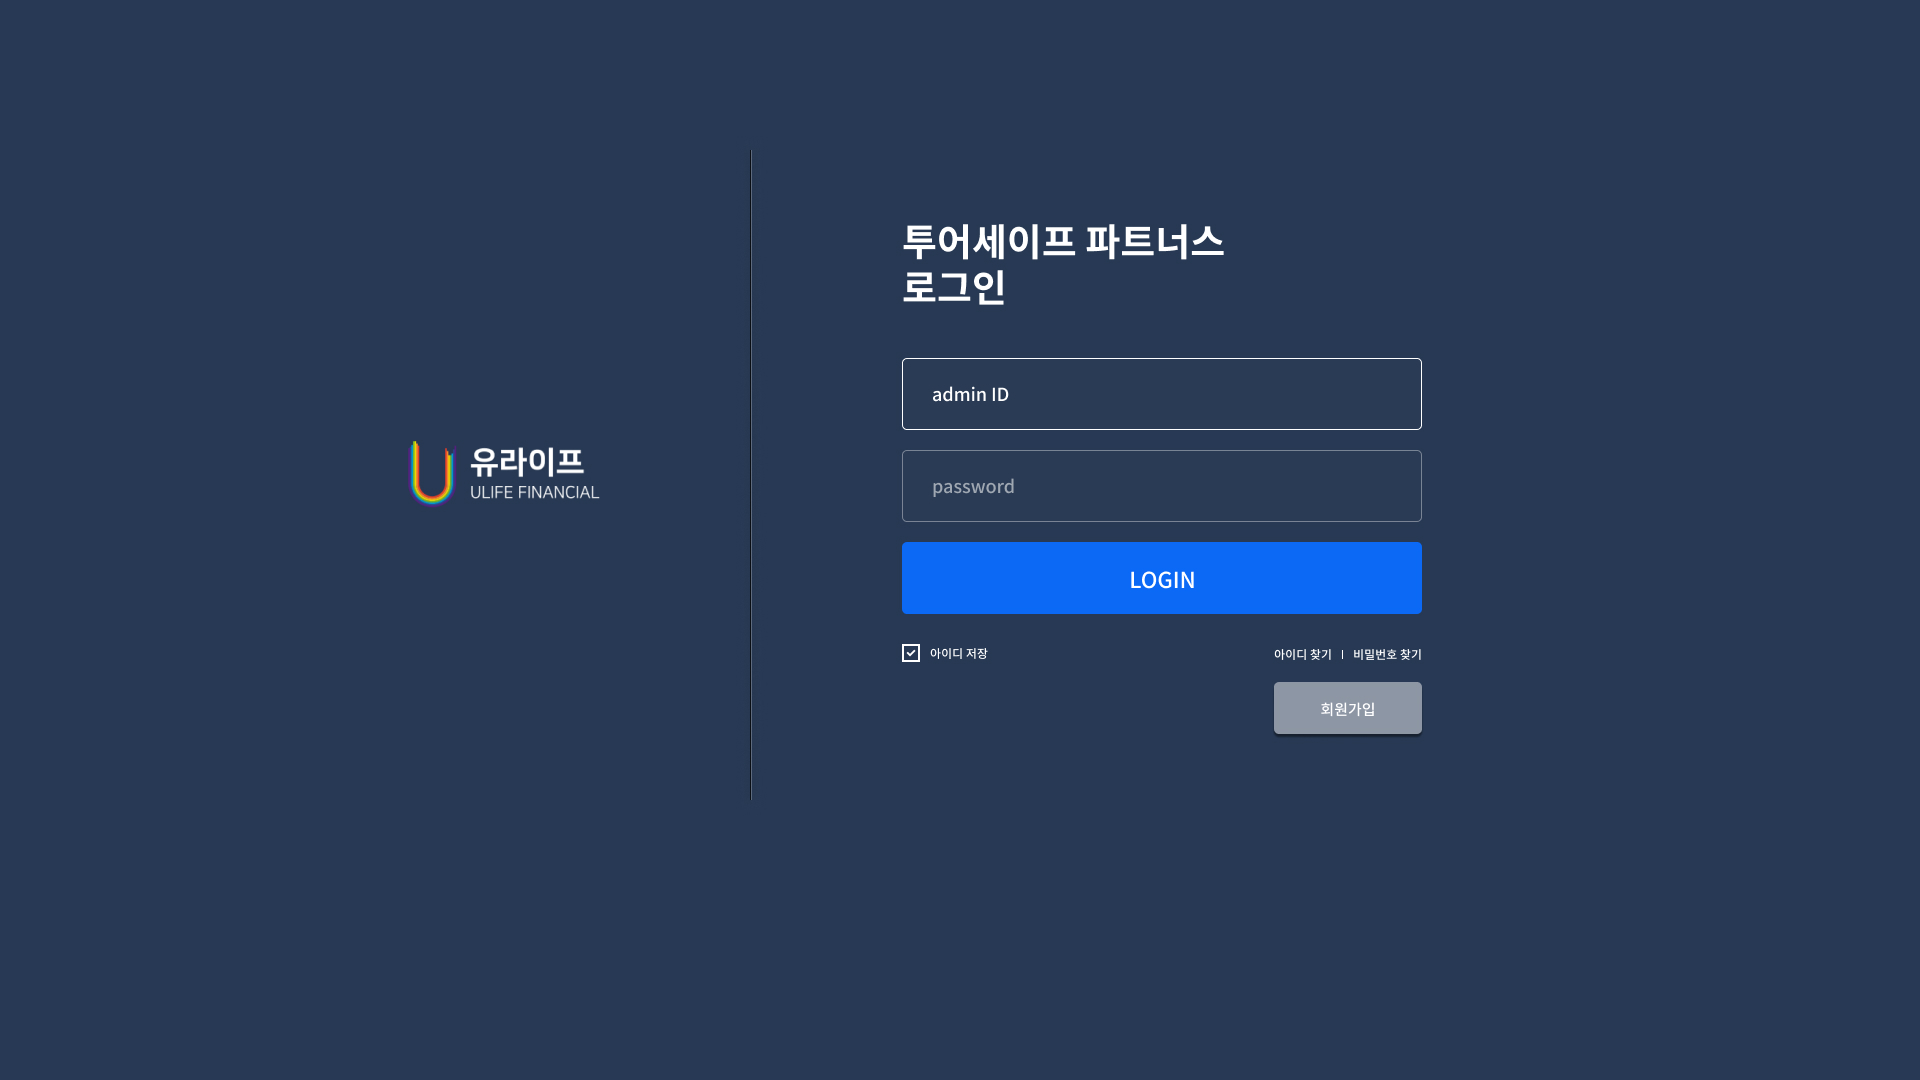 유라이프
ULIFE FINANCIAL
투어세이프 파트너스
로그인
admin ID
password
LOGIN
아이디 저장
아이디 찾기 | 비밀번호 찾기
회원가입